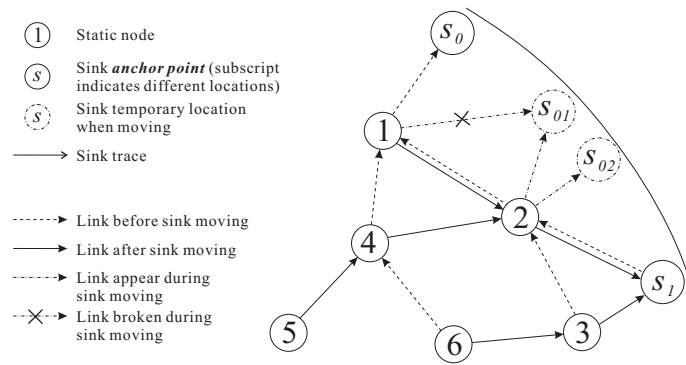 1 Static node
s Sink anchor point (subscript
indicates different locations)
s Sink temporary location
when moving
Sink trace
Link before sink moving
Link after sink moving
Link appear during
sink moving
Link broken during
sink moving
s0
s01
1
s02
2
4
s1
5
6
3